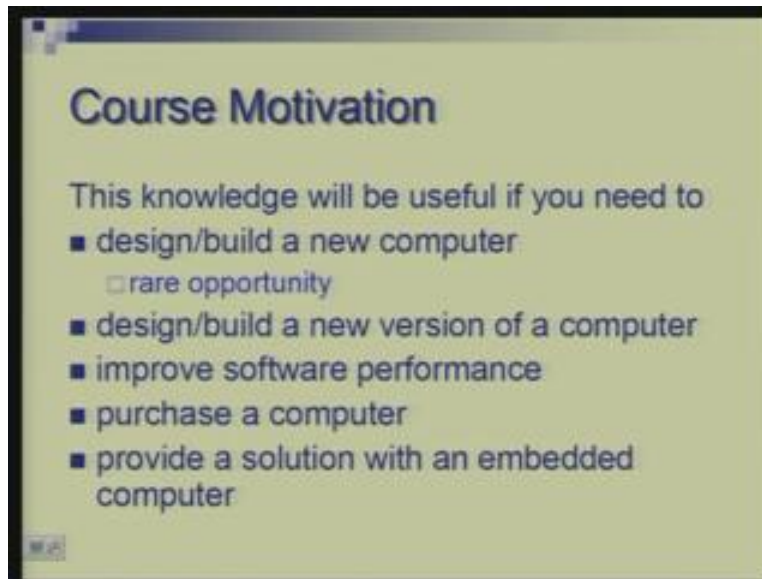 Course Motivation
This knowledge will be useful if you need to
design/build a new computer
rare opportunity
design/build a new version of a computer
improve software performance
purchase a computer
provide a solution with an embedded
computer